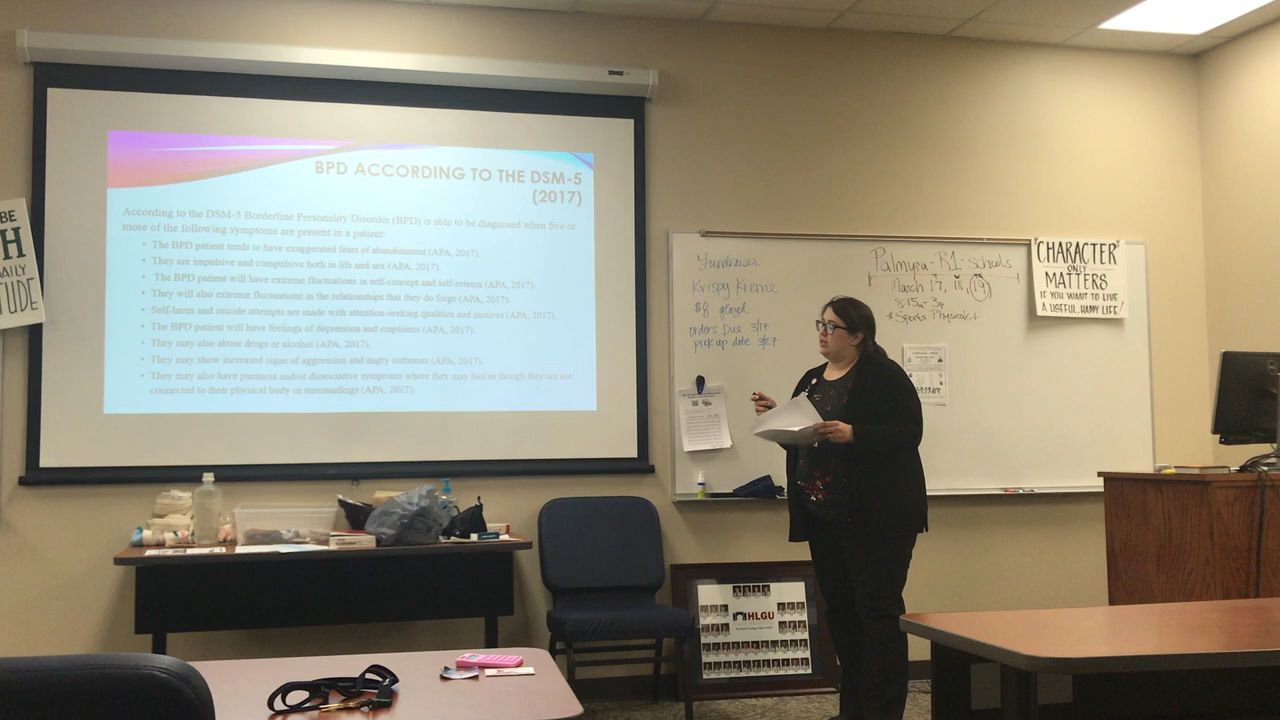 BPD ACCORDING TO THE DSM-5
(2017)
According to the DSM-5 Borderline Personality Disorder (BPD) is able to be diagnosed when five or
more of the following symptoms are present in a patient:
• The BPD patient tends to have exaggerated fears of abandonment (APA, 2017).
• They are impulsive and compulsive both in life and sex (APA, 2017).
• The BPD patient will have extreme fluctuations in self-concept and self-esteem (APA, 2017).
• They will also extreme fluctuations in the relationships that they do forge (APA, 2017).
• Self-harm and suicide attempts are made with attention-seeking qualities and motives (APA, 2017).
• The BPD patient will have feelings of depression and emptiness (APA, 2017).
• They may also abuse drugs or alcohol (APA, 2017).
• They may show increased signs of aggression and angry outbursts (APA, 2017).
• They may also have paranoia and/or dissociative symptoms where they may feel as though they are not
connected to their physical body or surroundings (APA, 2017)
BE
H
DAILY
TUDE
Fundraiser
Krispy Kreme
$8 glazed
orders Due 3/17
pick up date 3/27
Palmyra-R1-Schools
March 17, 18, 19
8:15a-3p
* Sports Physicals *
CHARACTER
ONLY
MATTERS
IF YOU WANT TO LIVE
A USEFUL, HAPPY LIFE!
HLGU